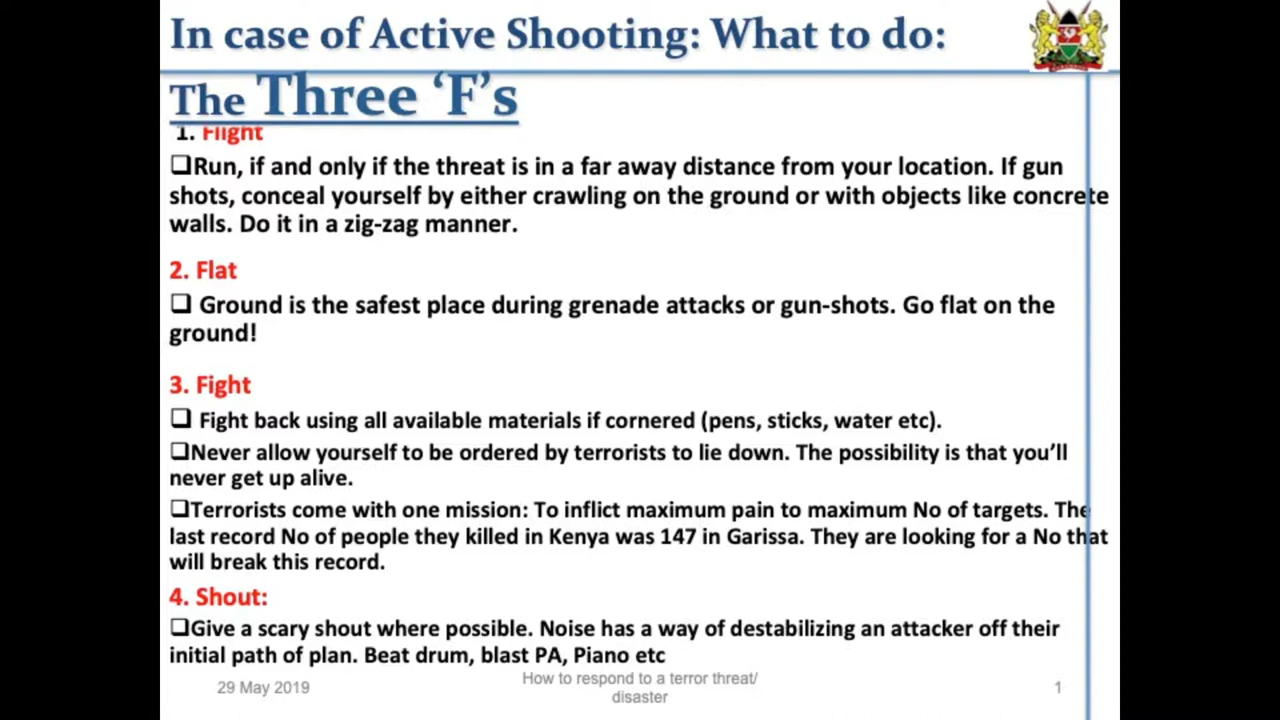 In case of Active Shooting: What to do:
The Three ‘F’s
1. Flight
❑Run, if and only if the threat is in a far away distance from your location. If gun
shots, conceal yourself by either crawling on the ground or with objects like concrete
walls. Do it in a zig-zag manner.
2. Flat
❑ Ground is the safest place during grenade attacks or gun-shots. Go flat on the
ground!
3. Fight
❑ Fight back using all available materials if cornered (pens, sticks, water etc).
❑Never allow yourself to be ordered by terrorists to lie down. The possibility is that you’ll
never get up alive.
❑Terrorists come with one mission: To inflict maximum pain to maximum No of targets. The
last record No of people they killed in Kenya was 147 in Garissa. They are looking for a No that
will break this record.
4. Shout:
❑Give a scary shout where possible. Noise has a way of destabilizing an attacker off their
initial path of plan. Beat drum, blast PA, Piano etc
29 May 2019
How to respond to a terror threat/
disaster
1